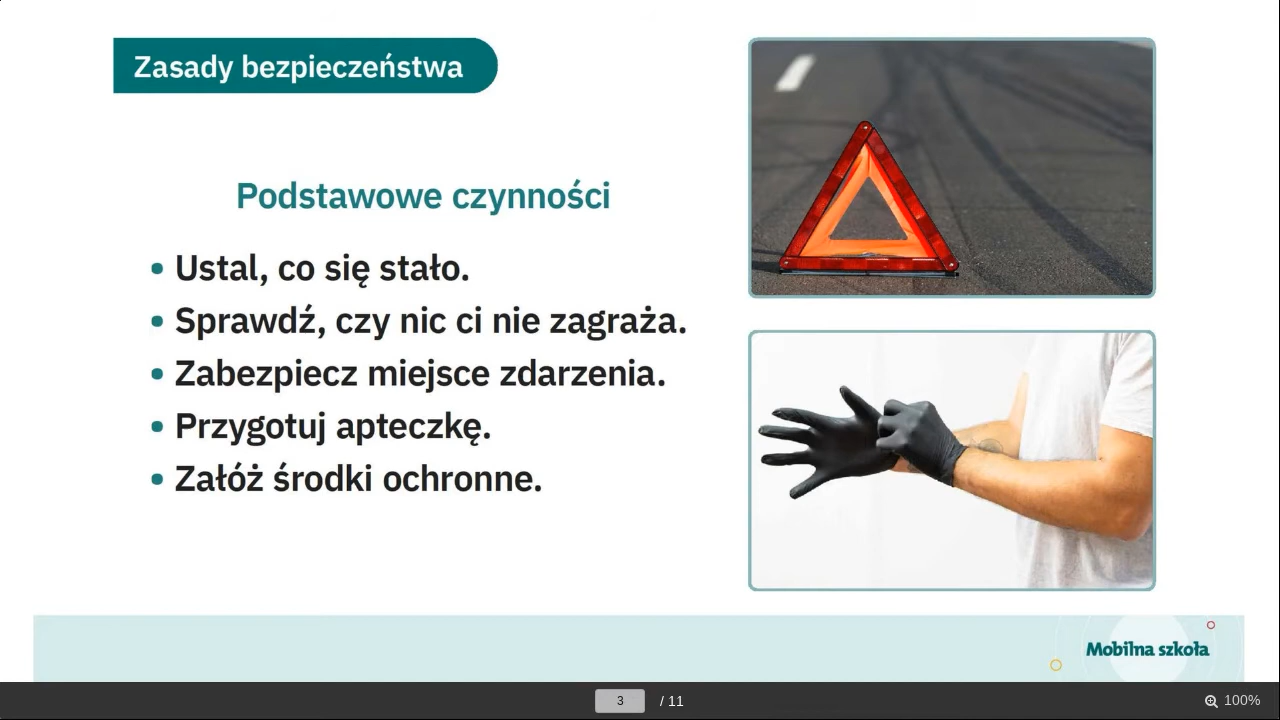 Zasady bezpieczeństwa
Podstawowe czynności
• Ustal, co się stało.
• Sprawdź, czy nic ci nie zagraża.
• Zabezpiecz miejsce zdarzenia.
• Przygotuj apteczkę.
• Załóż środki ochronne.
Mobilna szkoła
3 / 11
100%